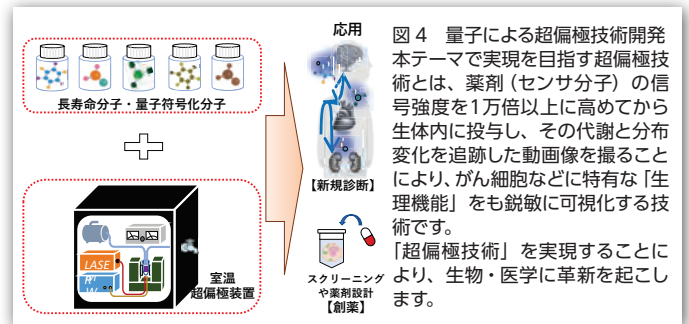 長寿命分子・量子符号化分子
LASE
R
W
室温
超偏極装置
応用
【新規診断】
スクリーニング
や薬剤設計
【創薬】
図4 量子による超偏極技術開発
本テーマで実現を目指す超偏極技
術とは、薬剤(センサ分子)の信
号強度を1万倍以上に高めてから
生体内に投与し、その代謝と分布
変化を追跡した動画像を撮ること
により、がん細胞などに特有な「生
理機能」をも鋭敏に可視化する技
術です。
「超偏極技術」を実現することに
より、生物・医学に革新を起こし
ます。